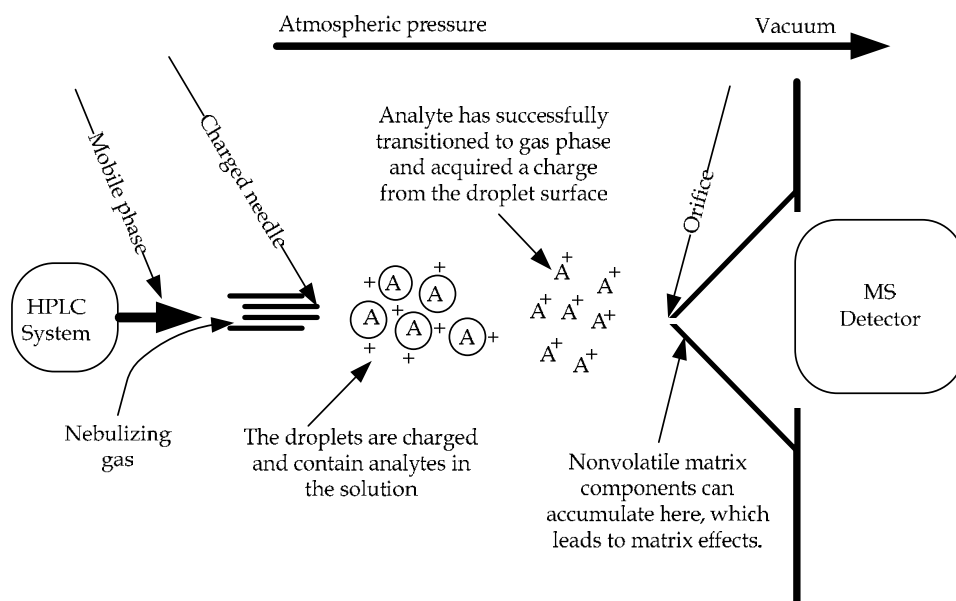 Atmospheric pressure
Vacuum
Mobile phase
Charged needle
Analyte has successfully
transitioned to gas phase
and acquired a charge
from the droplet surface
Orifice
HPLC
System
+ + + + + + + +
A A A A A
A+ A+ A+ A+ A+ A+ A+ A+
MS
Detector
Nebulizing
gas
The droplets are charged
and contain analytes in
the solution
Nonvolatile matrix
components can
accumulate here, which
leads to matrix effects.